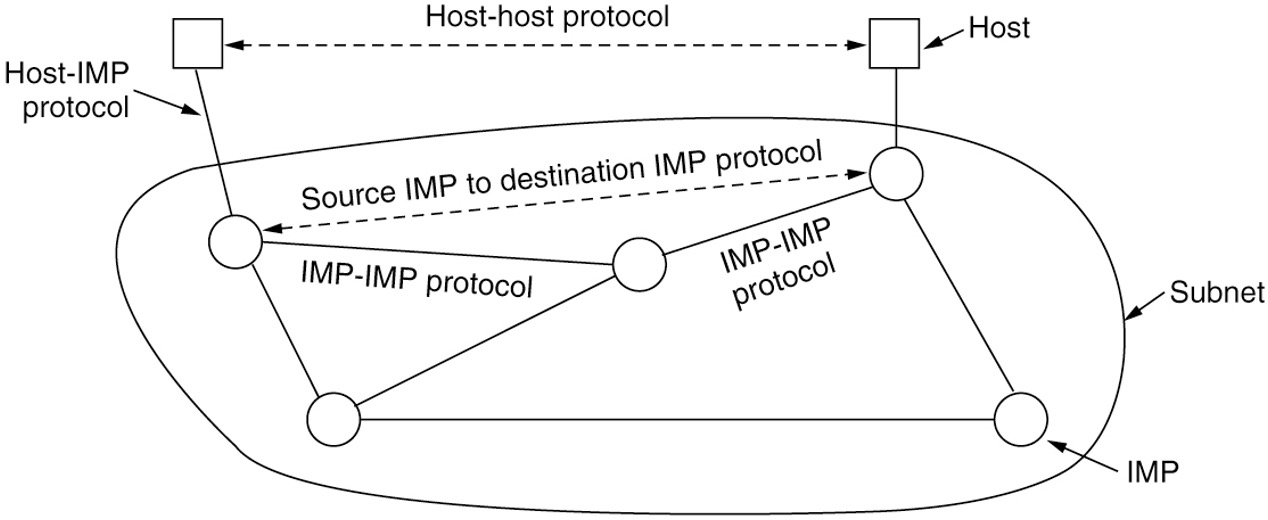 Host-host protocol
Host
Host-IMP
protocol
Source IMP to destination IMP protocol
IMP-IMP protocol
IMP-IMP
protocol
Subnet
IMP